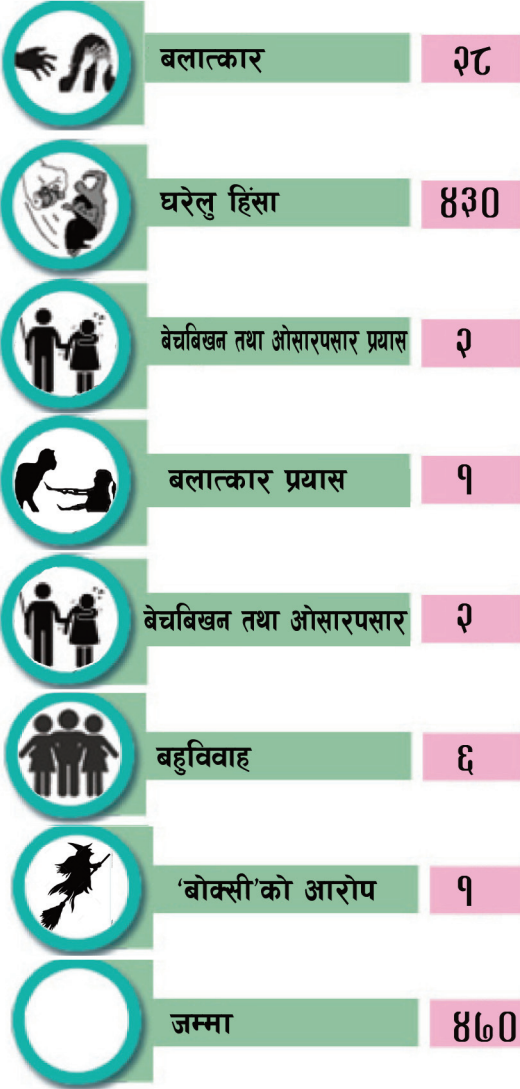 बलात्कार २८
घरेलु हिंसा ४३०
बेचबिखन तथा ओसारपसार प्रयास २
बलात्कार प्रयास १
बेचबिखन तथा ओसारपसार २
बहुविवाह ६
‘बोक्सी’को आरोप १
जम्मा ४७०